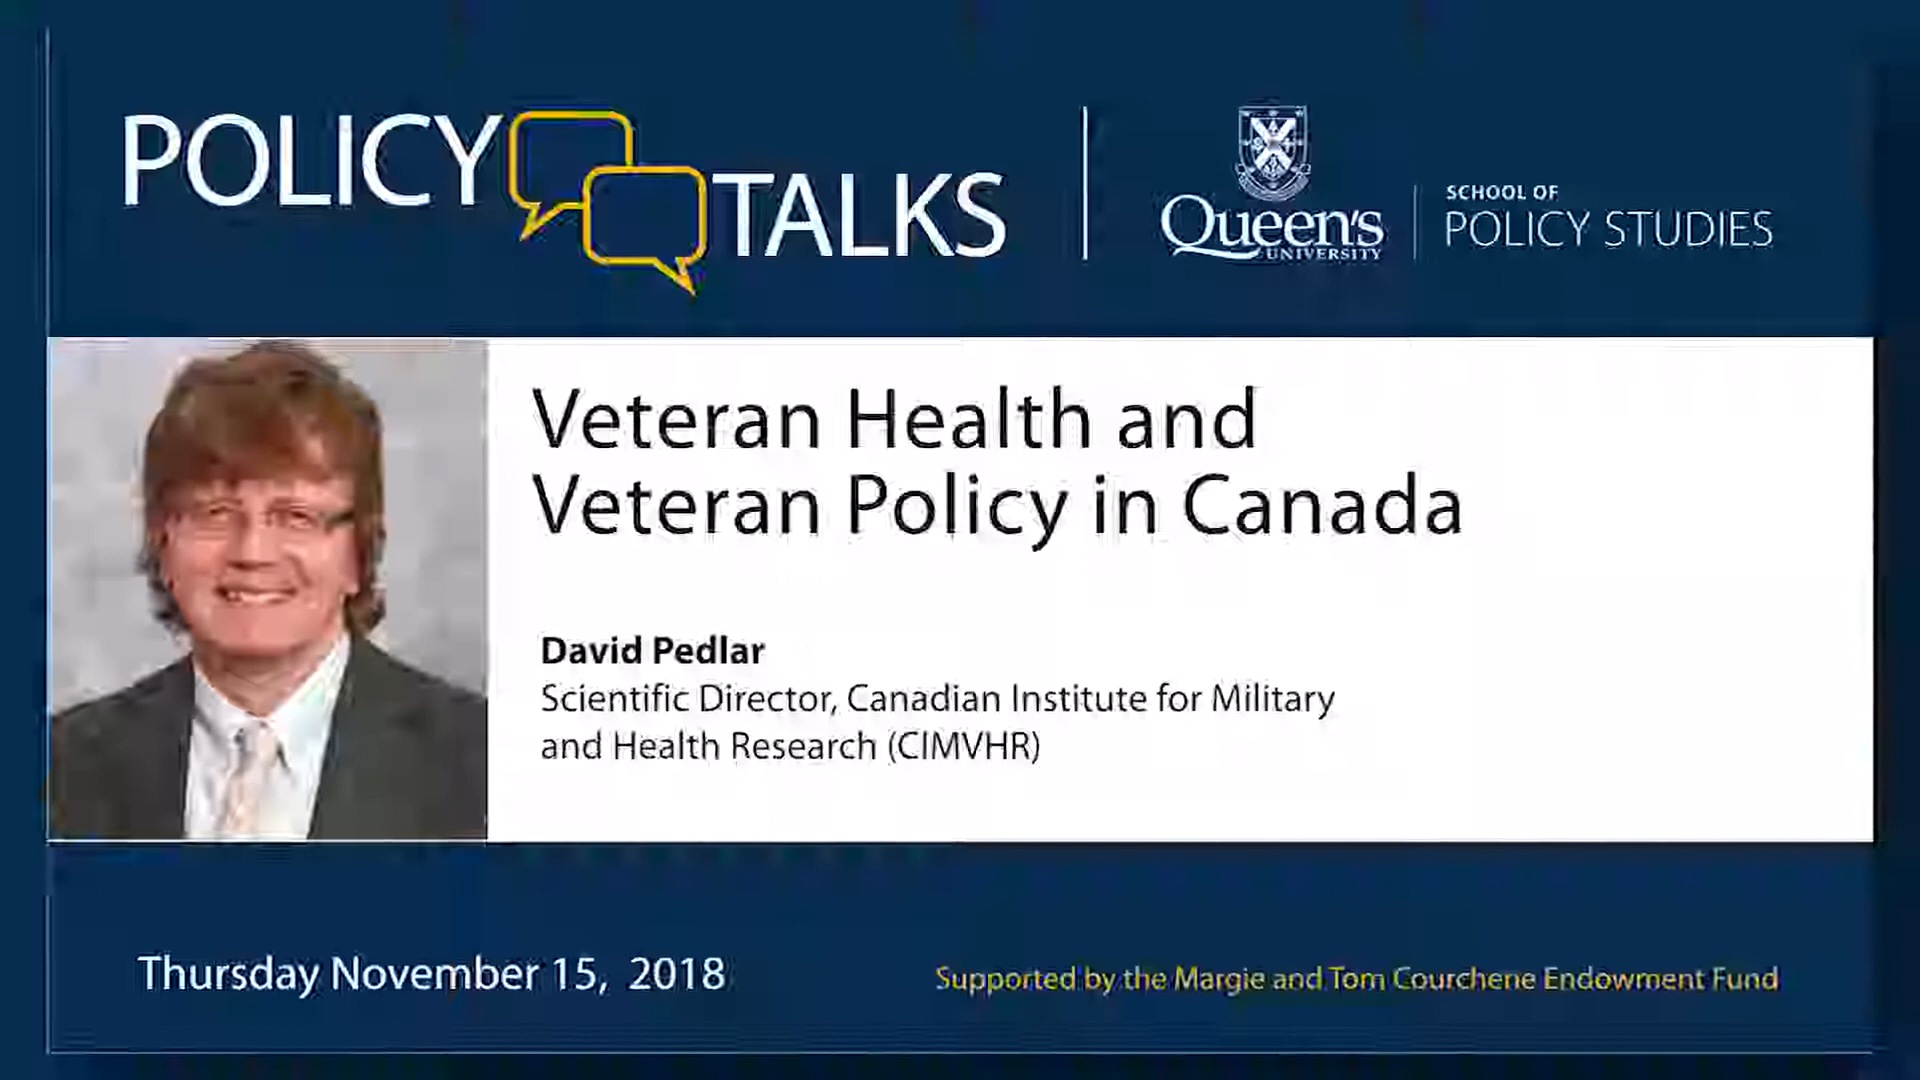 POLICY TALKS
Queen's
UNIVERSITY
SCHOOL OF
POLICY STUDIES
Veteran Health and
Veteran Policy in Canada
David Pedlar
Scientific Director, Canadian Institute for Military
and Health Research (CIMVHR)
Thursday November 15, 2018
Supported by the Margie and Tom Courchene Endowment Fund